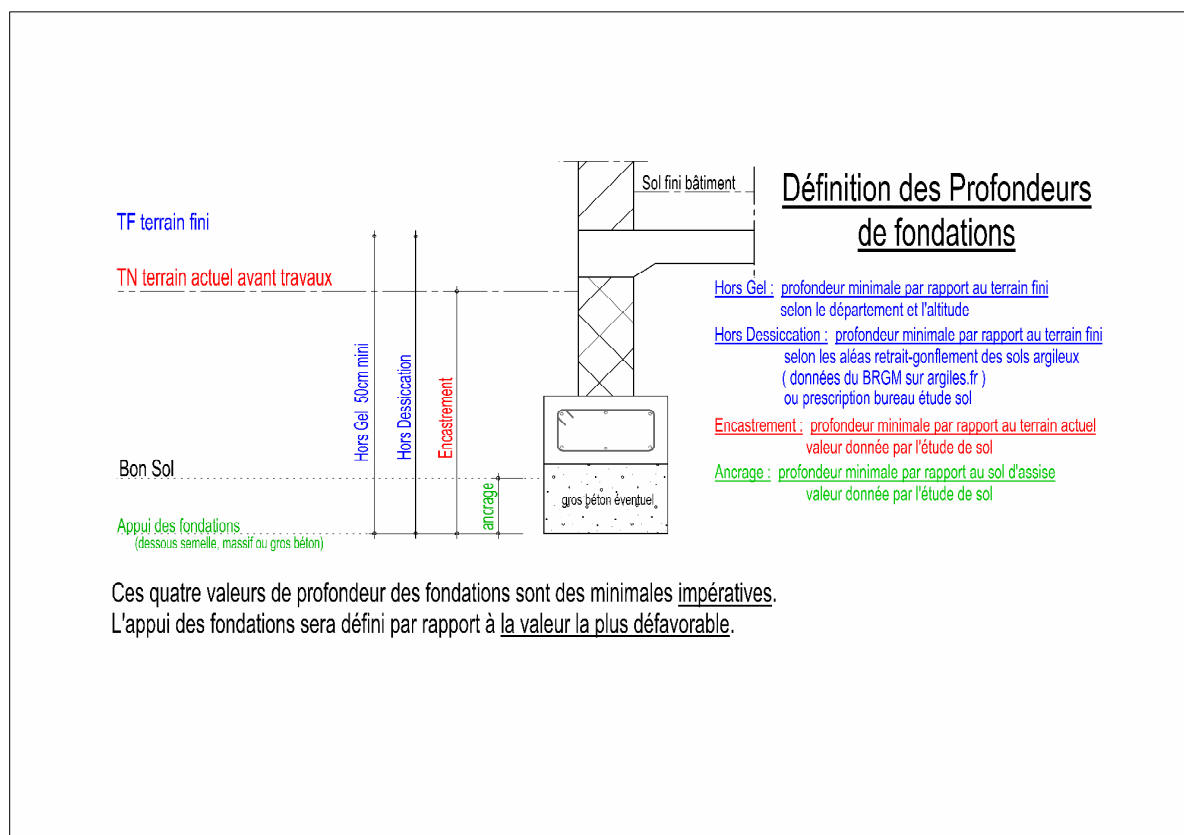 Sol fini bâtiment
Définition des Profondeurs
de fondations
TF terrain fini
TN terrain actuel avant travaux
Hors Gel : profondeur minimale par rapport au terrain fini
selon le département et l'altitude
Hors Dessiccation : profondeur minimale par rapport au terrain fini
selon les aléas retrait-gonflement des sols argileux
( données du BRGM sur argiles.fr )
ou prescription bureau étude sol
Encastrement : profondeur minimale par rapport au terrain actuel
valeur donnée par l'étude de sol
Ancrage : profondeur minimale par rapport au sol d'assise
valeur donnée par l'étude de sol
Hors Gel 50cm mini
Hors Dessiccation
Encastrement
ancrage
Bon Sol
gros béton éventuel
Appui des fondations
(dessous semelle, massif ou gros béton)
Ces quatre valeurs de profondeur des fondations sont des minimales impératives.
L'appui des fondations sera défini par rapport à la valeur la plus défavorable.